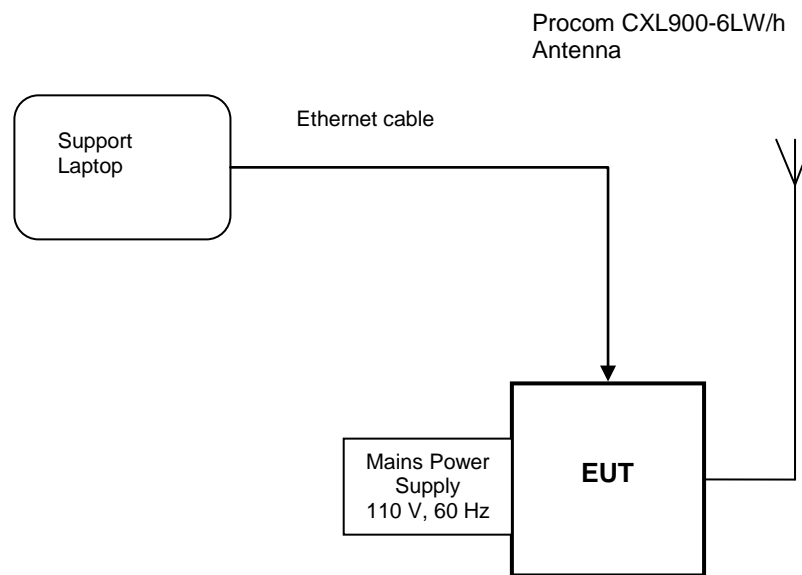 Procom CXL900-6LW/h
Antenna
Ethernet cable
Support
Laptop
Mains Power
Supply
110 V, 60 Hz
EUT